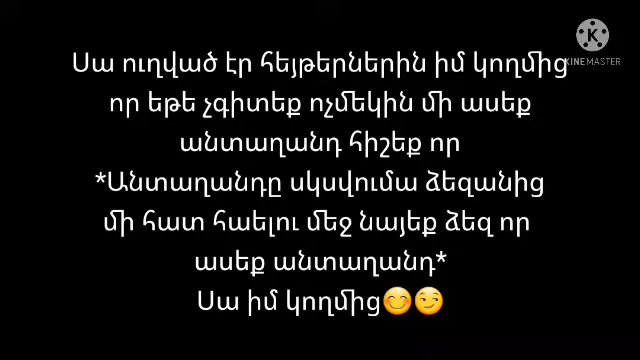 Սա ուղված էր հեյթերներին իմ կողմից
որ եթե չգիտեք ոչմեկին մի ասեք
անտաղանդ հիշեք որ
*Անտաղանդը սկսվումա ձեզանից
մի հատ հաելու մեջ նայեք ձեզ որ
ասեք անտաղանդ*
Սա իմ կողմից😊😏
KINEMASTER